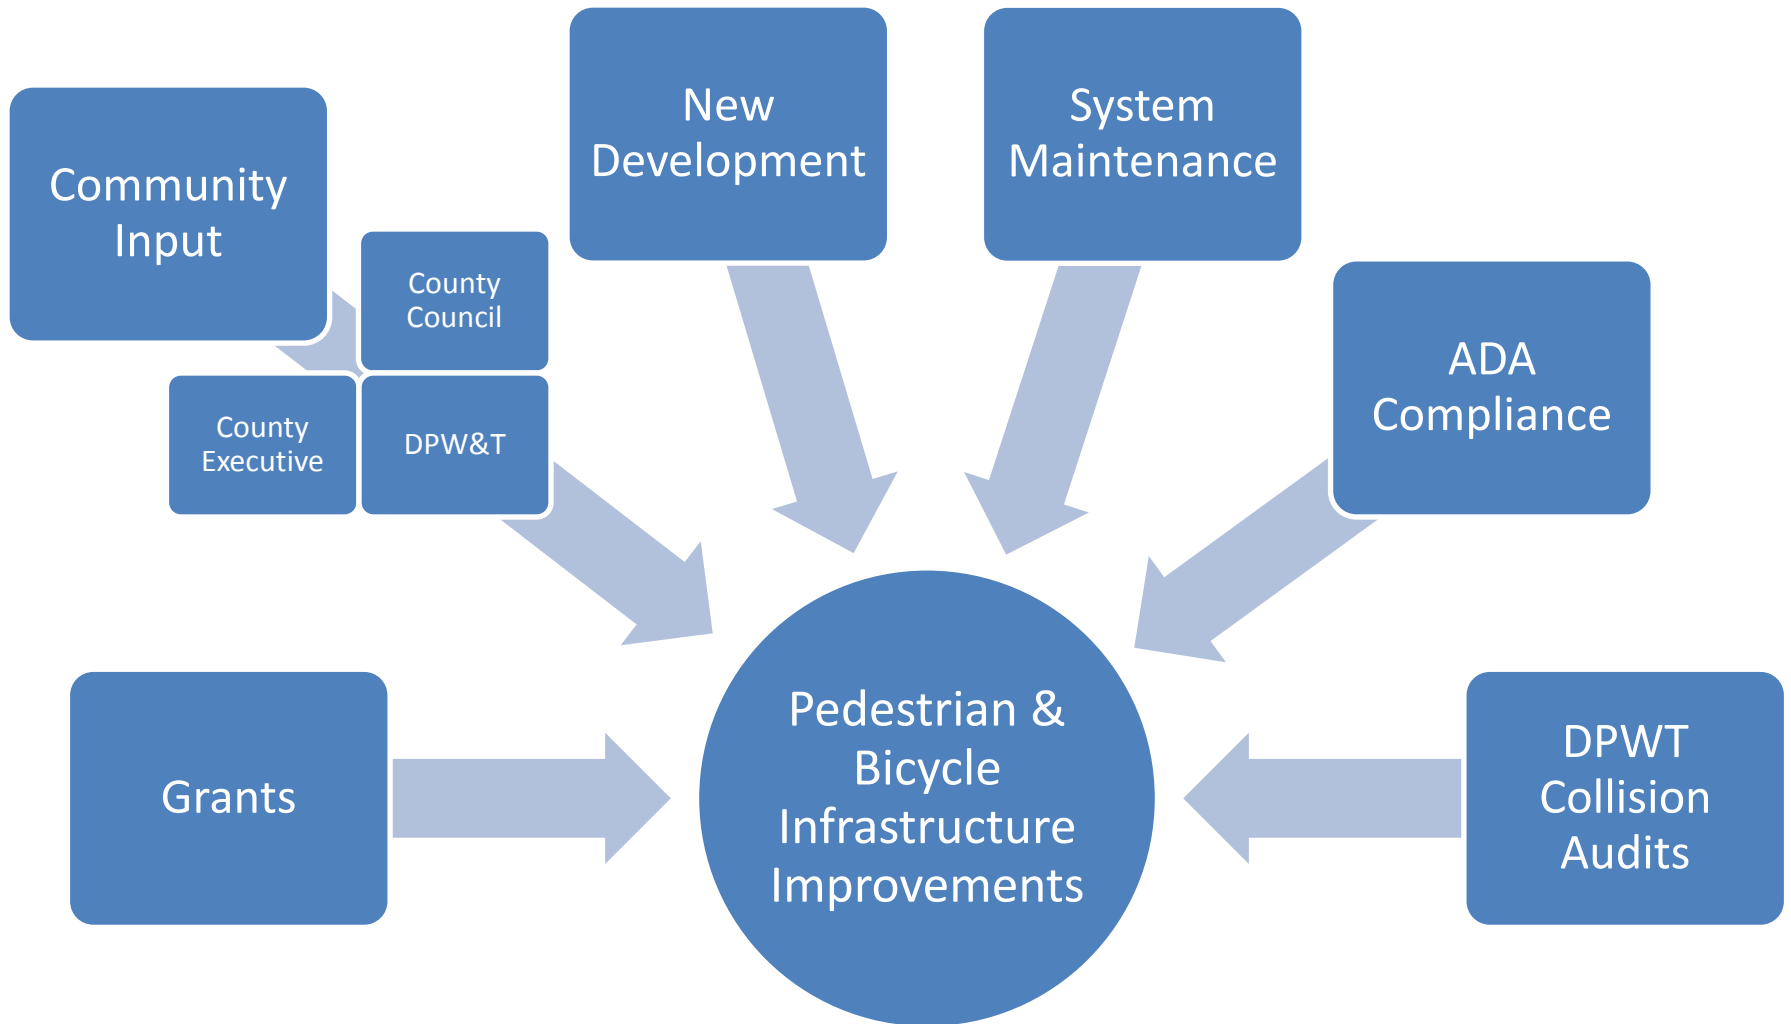 New
Development
System
Maintenance
Community
Input
County
Council
County
Executive
DPW&T
ADA
Compliance
Grants
Pedestrian &
Bicycle
Infrastructure
Improvements
DPWT
Collision
Audits